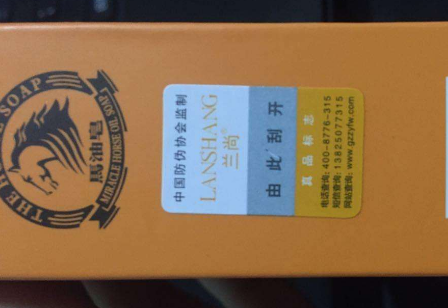 THE HORSE SOAP
馬油皂
MIRACLE HORSE OIL SOAP
中国防伪协会监制
LANSHANG
兰尚®
由此刮开
真品标志
电话查询: 400-8776-315
短信查询: 13825077315
网站查询: www.gzzyfw.com